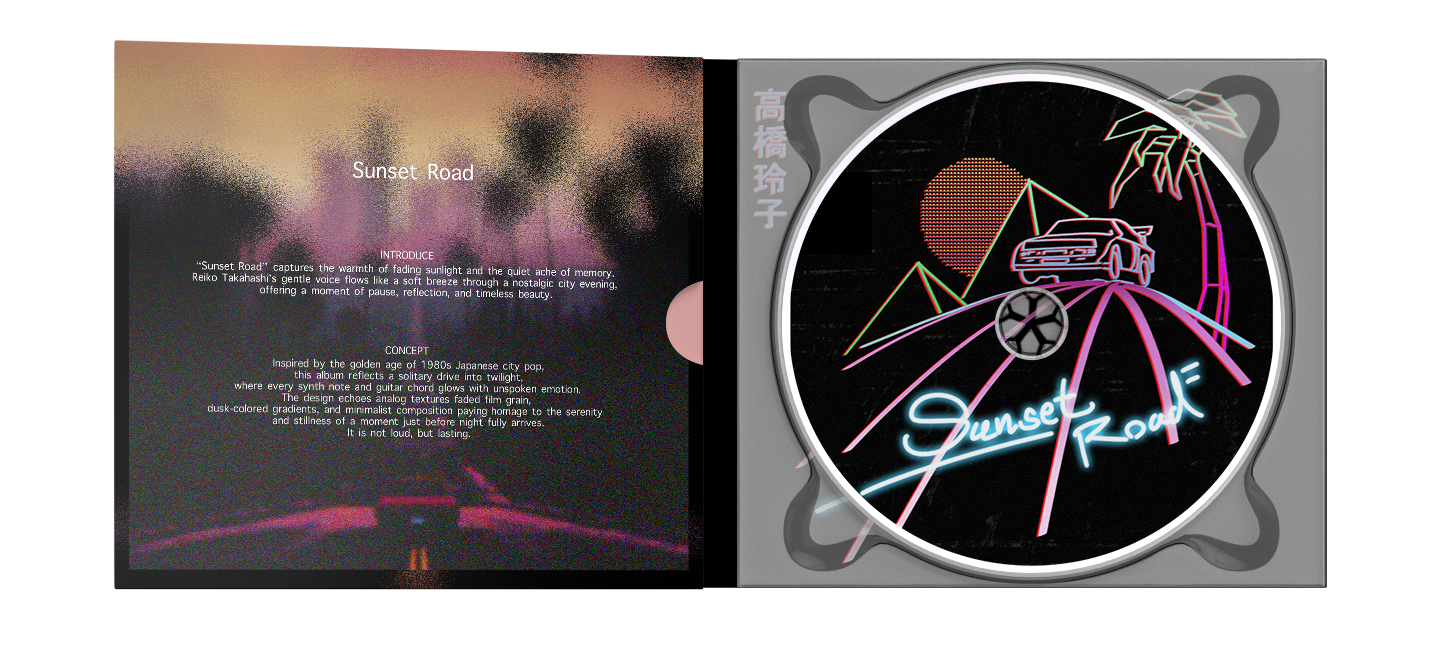 Sunset Road
INTRODUCE
“Sunset Road” captures the warmth of fading sunlight and the quiet ache of memory.
Reiko Takahashi's gentle voice flows like a soft breeze through a nostalgic city evening,
offering a moment of pause, reflection, and timeless beauty.
CONCEPT
Inspired by the golden age of 1980s Japanese city pop,
this album reflects a solitary drive into twilight,
where every synth note and guitar chord glows with unspoken emotion.
The design echoes analog textures faded film grain,
dusk-colored gradients, and minimalist composition paying homage to the serenity
and stillness of a moment just before night fully arrives.
It is not loud, but lasting.
高橋玲子
Sunset
Road